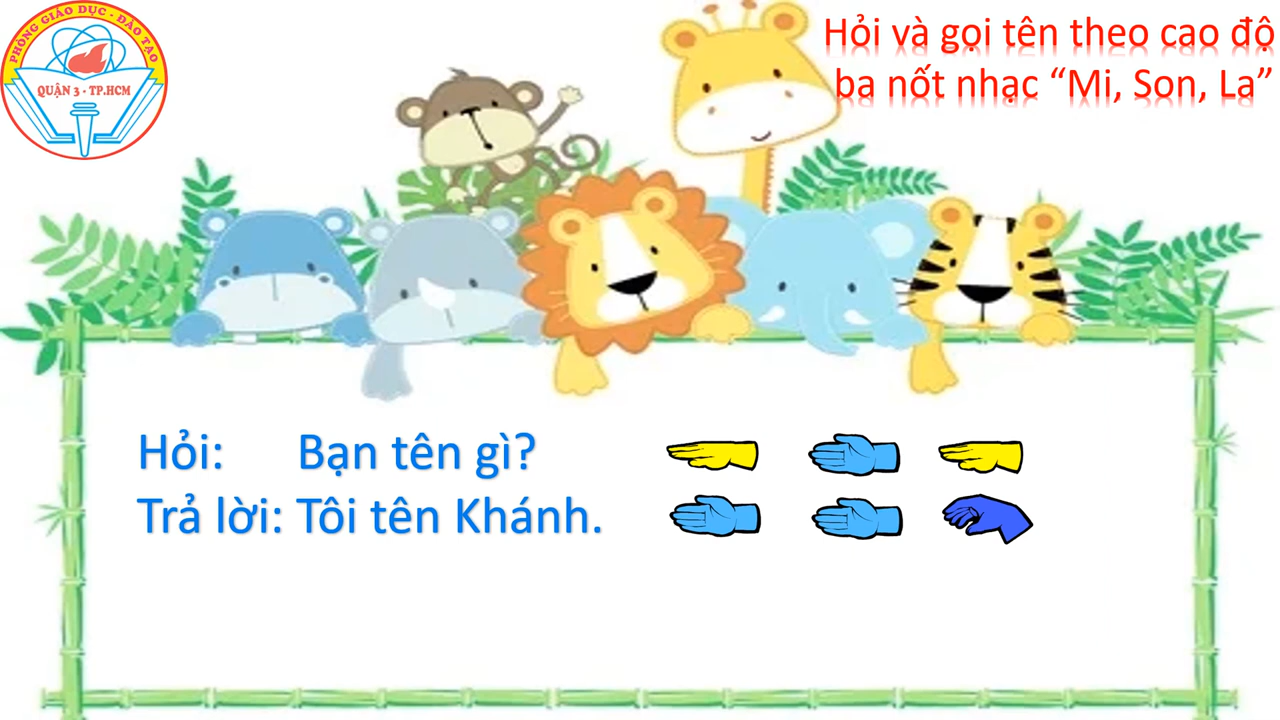 PHÒNG GIÁO DỤC - ĐÀO TẠO
QUẬN 3 - TP.HCM
Hỏi và gọi tên theo cao độ
ba nốt nhạc “Mi, Son, La”
Hỏi: Bạn tên gì?
Trả lời: Tôi tên Khánh.